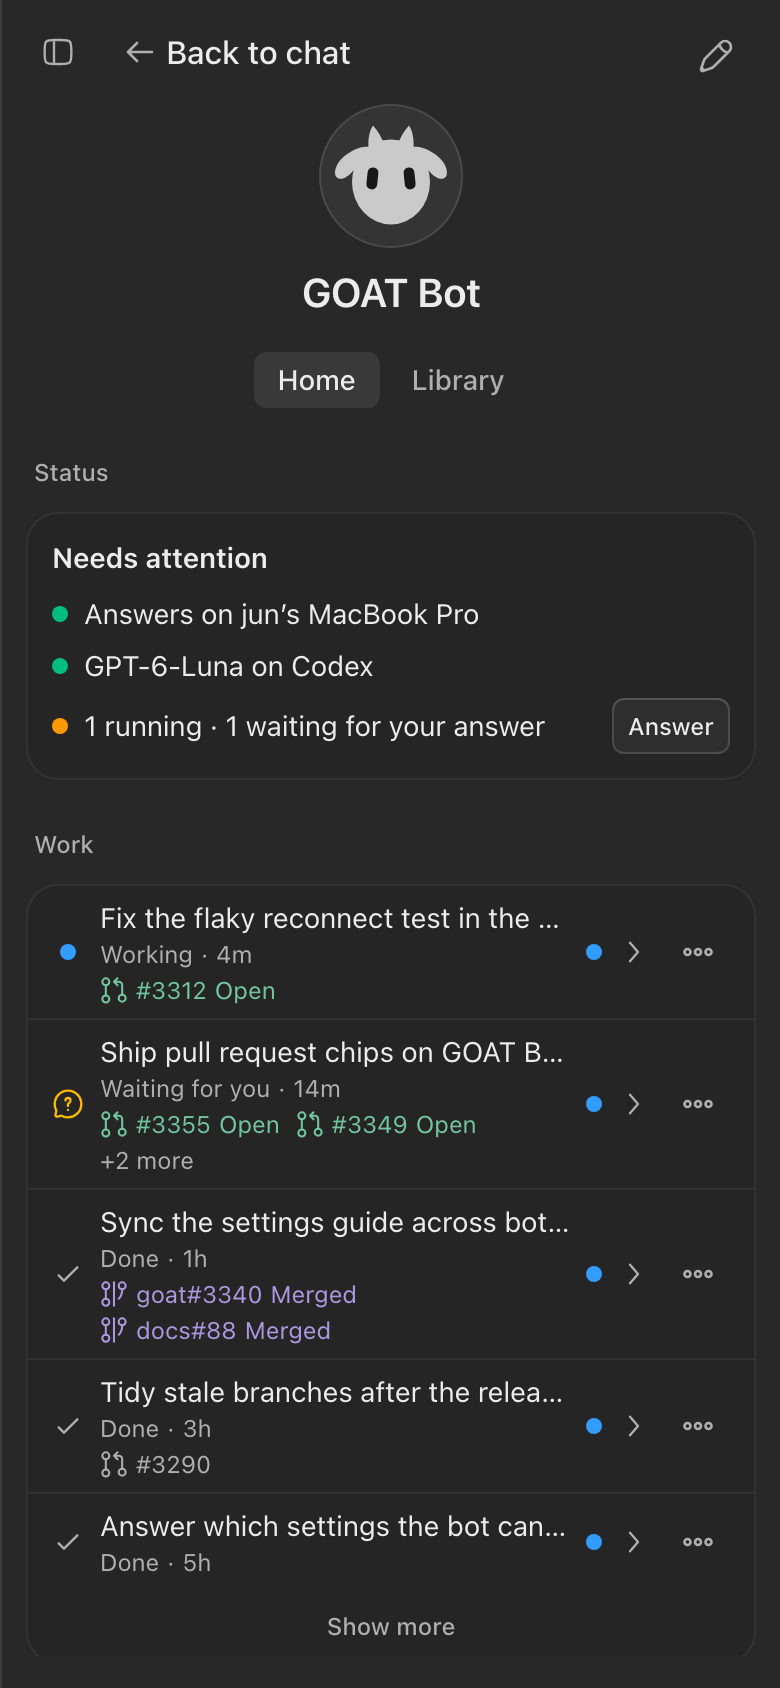 Back to chat
GOAT Bot
Home Library
Status
Needs attention
Answers on jun’s MacBook Pro
GPT-6-Luna on Codex
1 running · 1 waiting for your answer
Answer
Work
Fix the flaky reconnect test in the ...
Working · 4m
#3312 Open
Ship pull request chips on GOAT B...
Waiting for you · 14m
#3355 Open #3349 Open
+2 more
Sync the settings guide across bot...
Done · 1h
goat#3340 Merged
docs#88 Merged
Tidy stale branches after the relea...
Done · 3h
#3290
Answer which settings the bot can...
Done · 5h
Show more